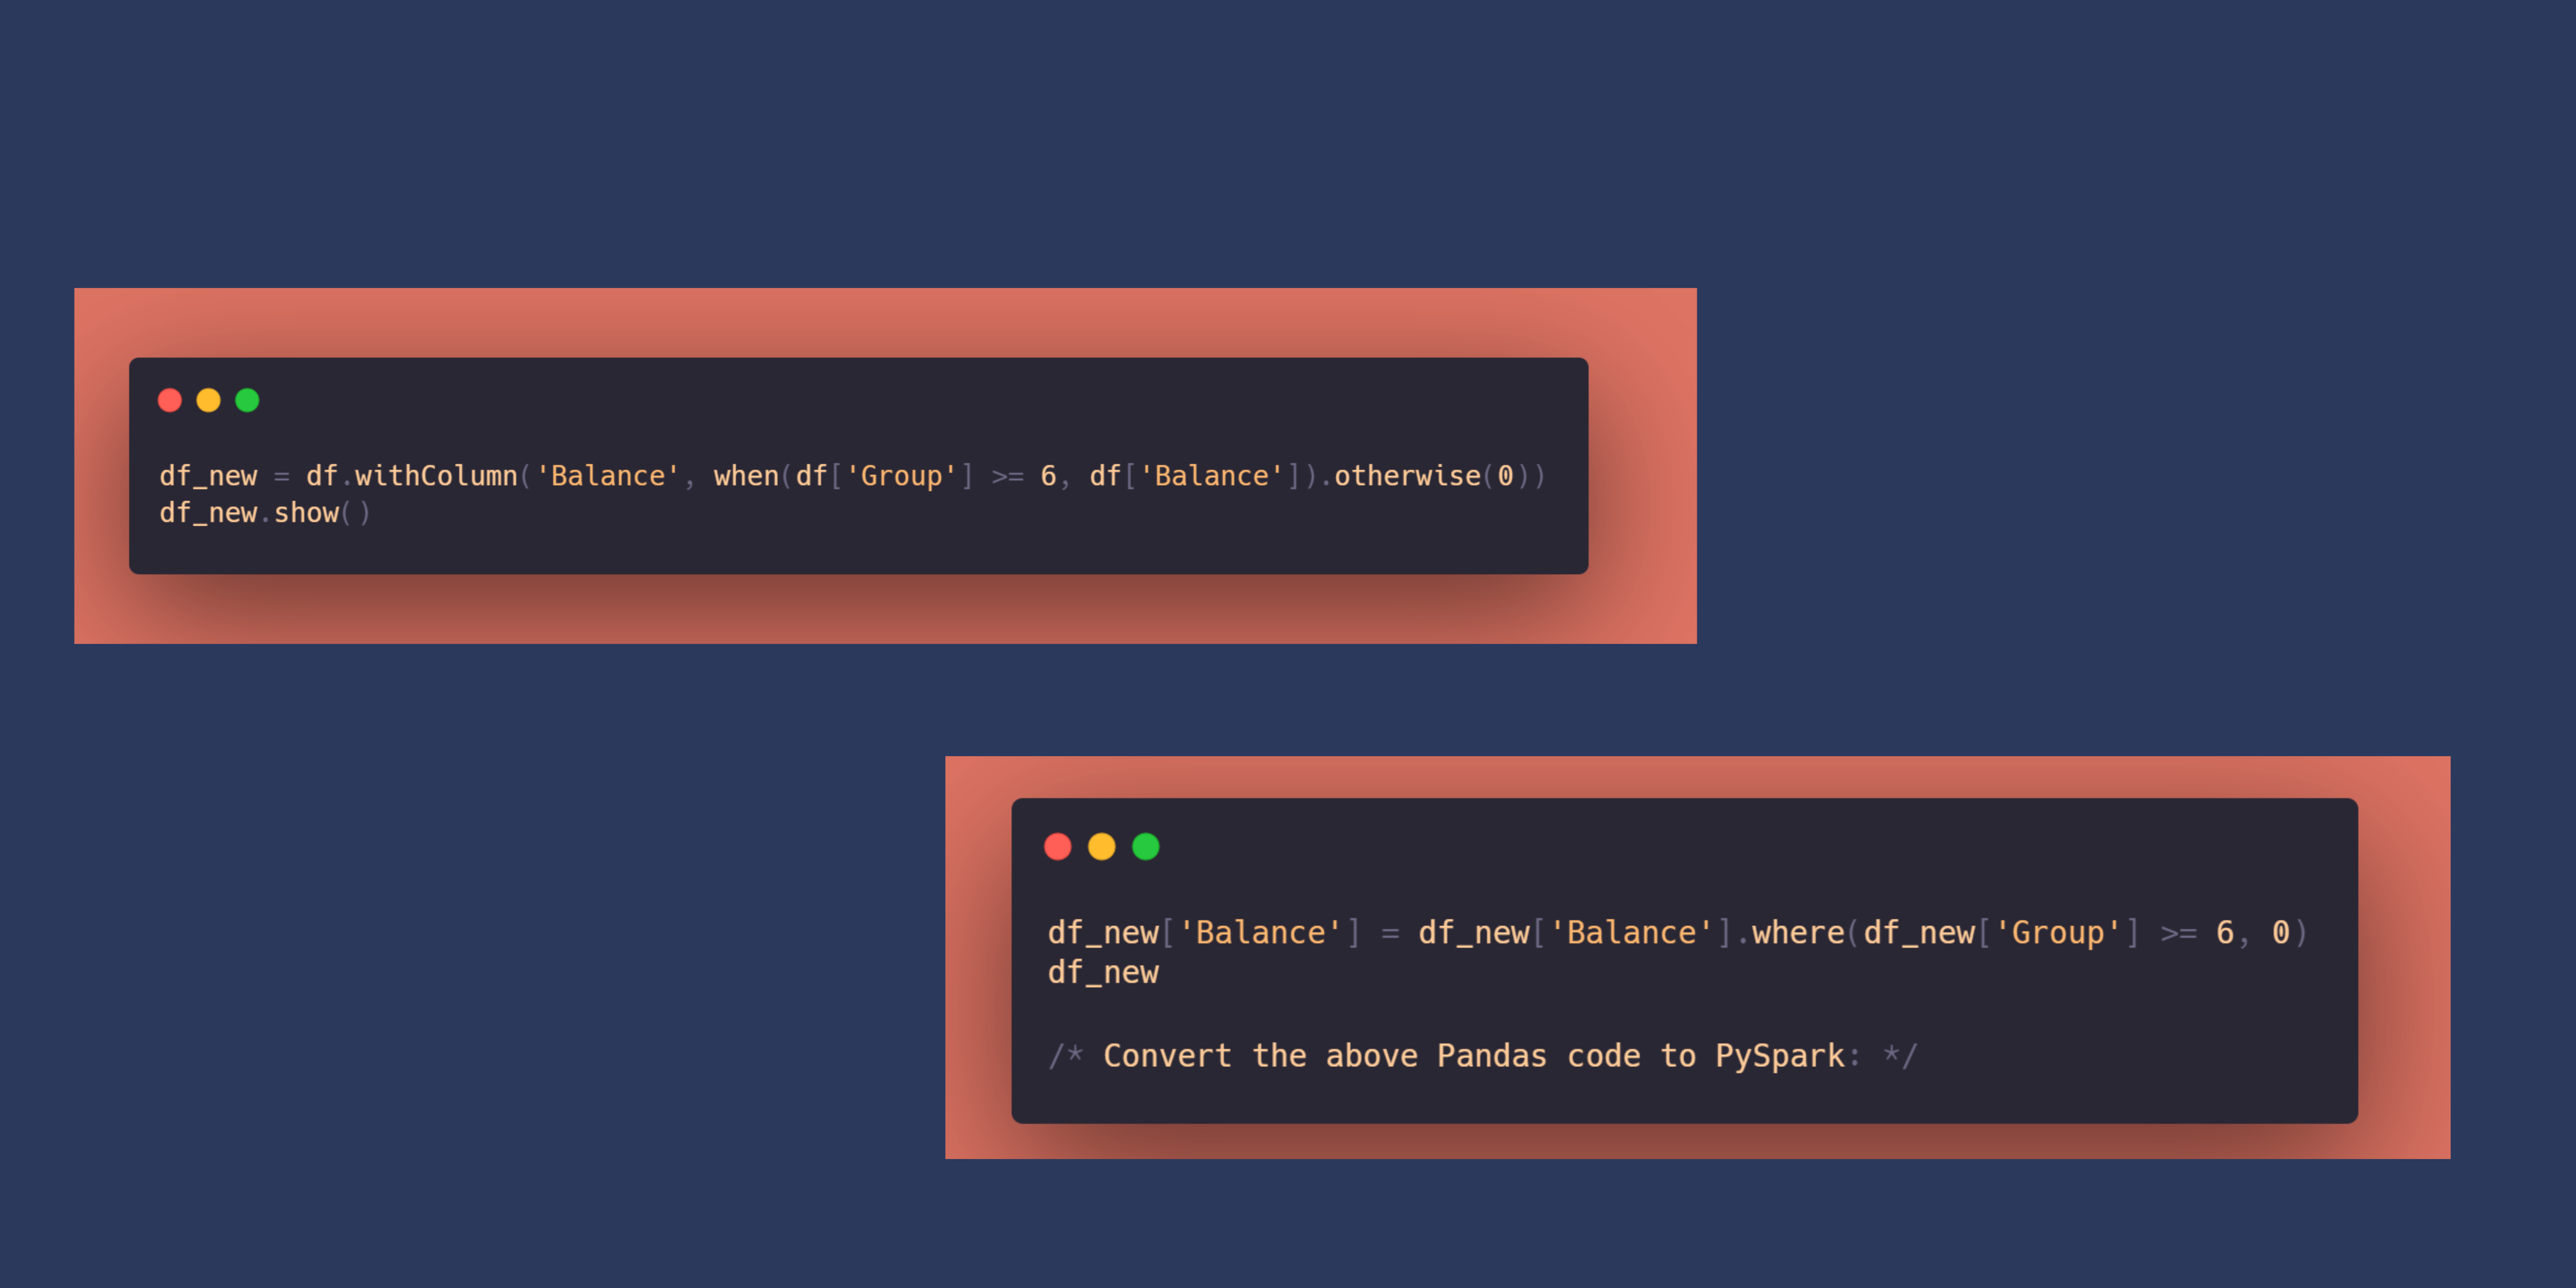 df_new = df.withColumn('Balance', when(df['Group'] >= 6, df['Balance']).otherwise(0))
df_new.show()
df_new['Balance'] = df_new['Balance'].where(df_new['Group'] >= 6, 0)
df_new
/* Convert the above Pandas code to PySpark: */